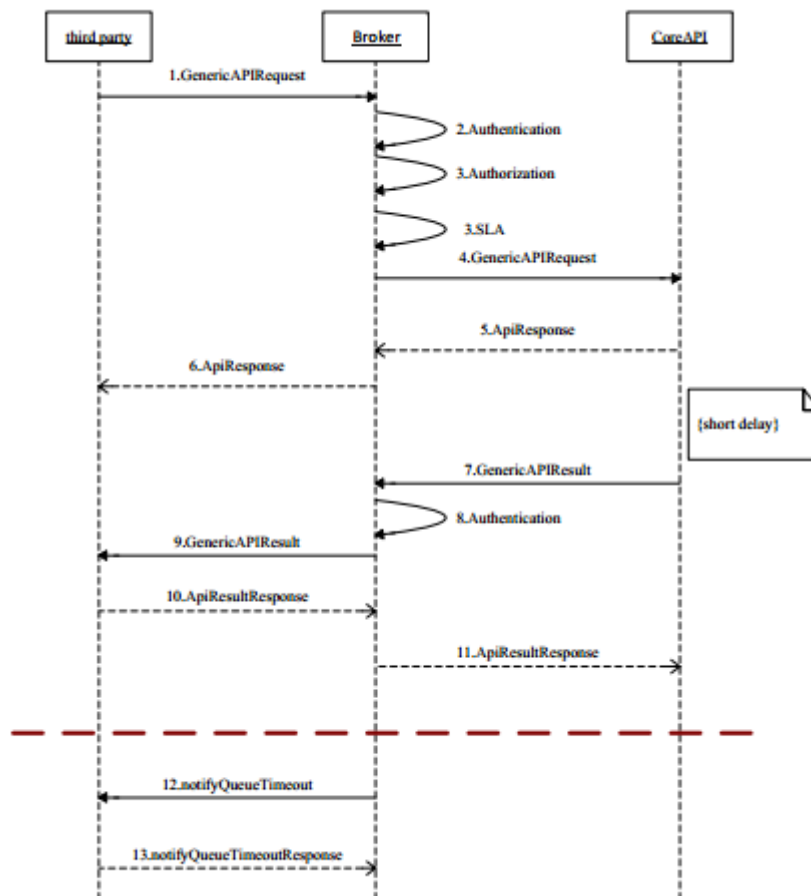 third party
Broker
CoreAPI
1.GenericAPIRequest
2.Authentication
3.Authorization
3.SLA
4.GenericAPIRequest
5.ApiResponse
6.ApiResponse
{short delay}
7.GenericAPIResult
8.Authentication
9.GenericAPIResult
10.ApiResultResponse
11.ApiResultResponse
12.notifyQueueTimeout
13.notifyQueueTimeoutResponse